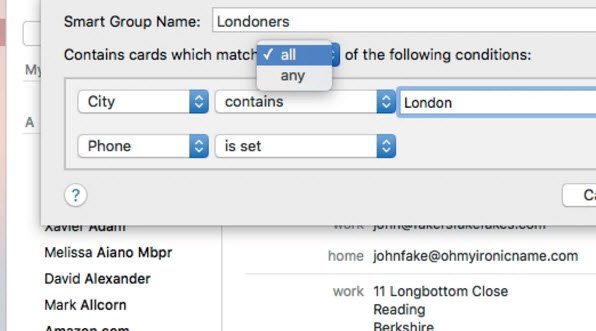 Smart Group Name: Londoners
Contains cards which match all of the following conditions:
any
City contains London
Phone is set
My
A
?
Xavier Adam
Melissa Aiano Mbpr
David Alexander
Mark Allcorn
Amazon.com
work john@fakersfakefakes.com
home johnfake@ohmyironicname.com
work 11 Longbottom Close
Reading
Berkshire